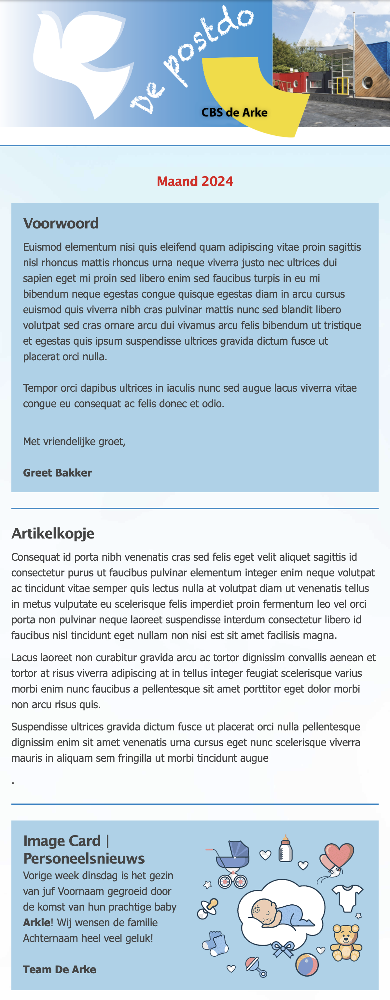 De postdo
CBS de Arke
Maand 2024
Voorwoord
Euismod elementum nisi quis eleifend quam adipiscing vitae proin sagittis
nisl rhoncus mattis rhoncus urna neque viverra justo nec ultrices dui
sapien eget mi proin sed libero enim sed faucibus turpis in eu mi
bibendum neque egestas congue quisque egestas diam in arcu cursus
euismod quis viverra nibh cras pulvinar mattis nunc sed blandit libero
volutpat sed cras ornare arcu dui vivamus arcu felis bibendum ut tristique
et egestas quis ipsum suspendisse ultrices gravida dictum fusce ut
placerat orci nulla.
Tempor orci dapibus ultrices in iaculis nunc sed augue lacus viverra vitae
congue eu consequat ac felis donec et odio.
Met vriendelijke groet,
Greet Bakker
Artikelkopje
Consequat id porta nibh venenatis cras sed felis eget velit aliquet sagittis id
consectetur purus ut faucibus pulvinar elementum integer enim neque volutpat
ac tincidunt vitae semper quis lectus nulla at volutpat diam ut venenatis tellus
in metus vulputate eu scelerisque felis imperdiet proin fermentum leo vel orci
porta non pulvinar neque laoreet suspendisse interdum consectetur libero id
faucibus nisl tincidunt eget nullam non nisi est sit amet facilisis magna.
Lacus laoreet non curabitur gravida arcu ac tortor dignissim convallis aenean et
tortor at risus viverra adipiscing at in tellus integer feugiat scelerisque varius
morbi enim nunc faucibus a pellentesque sit amet porttitor eget dolor morbi
non arcu risus quis.
Suspendisse ultrices gravida dictum fusce ut placerat orci nulla pellentesque
dignissim enim sit amet venenatis urna cursus eget nunc scelerisque viverra
mauris in aliquam sem fringilla ut morbi tincidunt augue
.
Image Card |
Personeelsnieuws
Vorige week dinsdag is het gezin
van juf Voornaam gegroeid door
de komst van hun prachtige baby
Arkie! Wij wensen de familie
Achternaam heel veel geluk!
Team De Arke